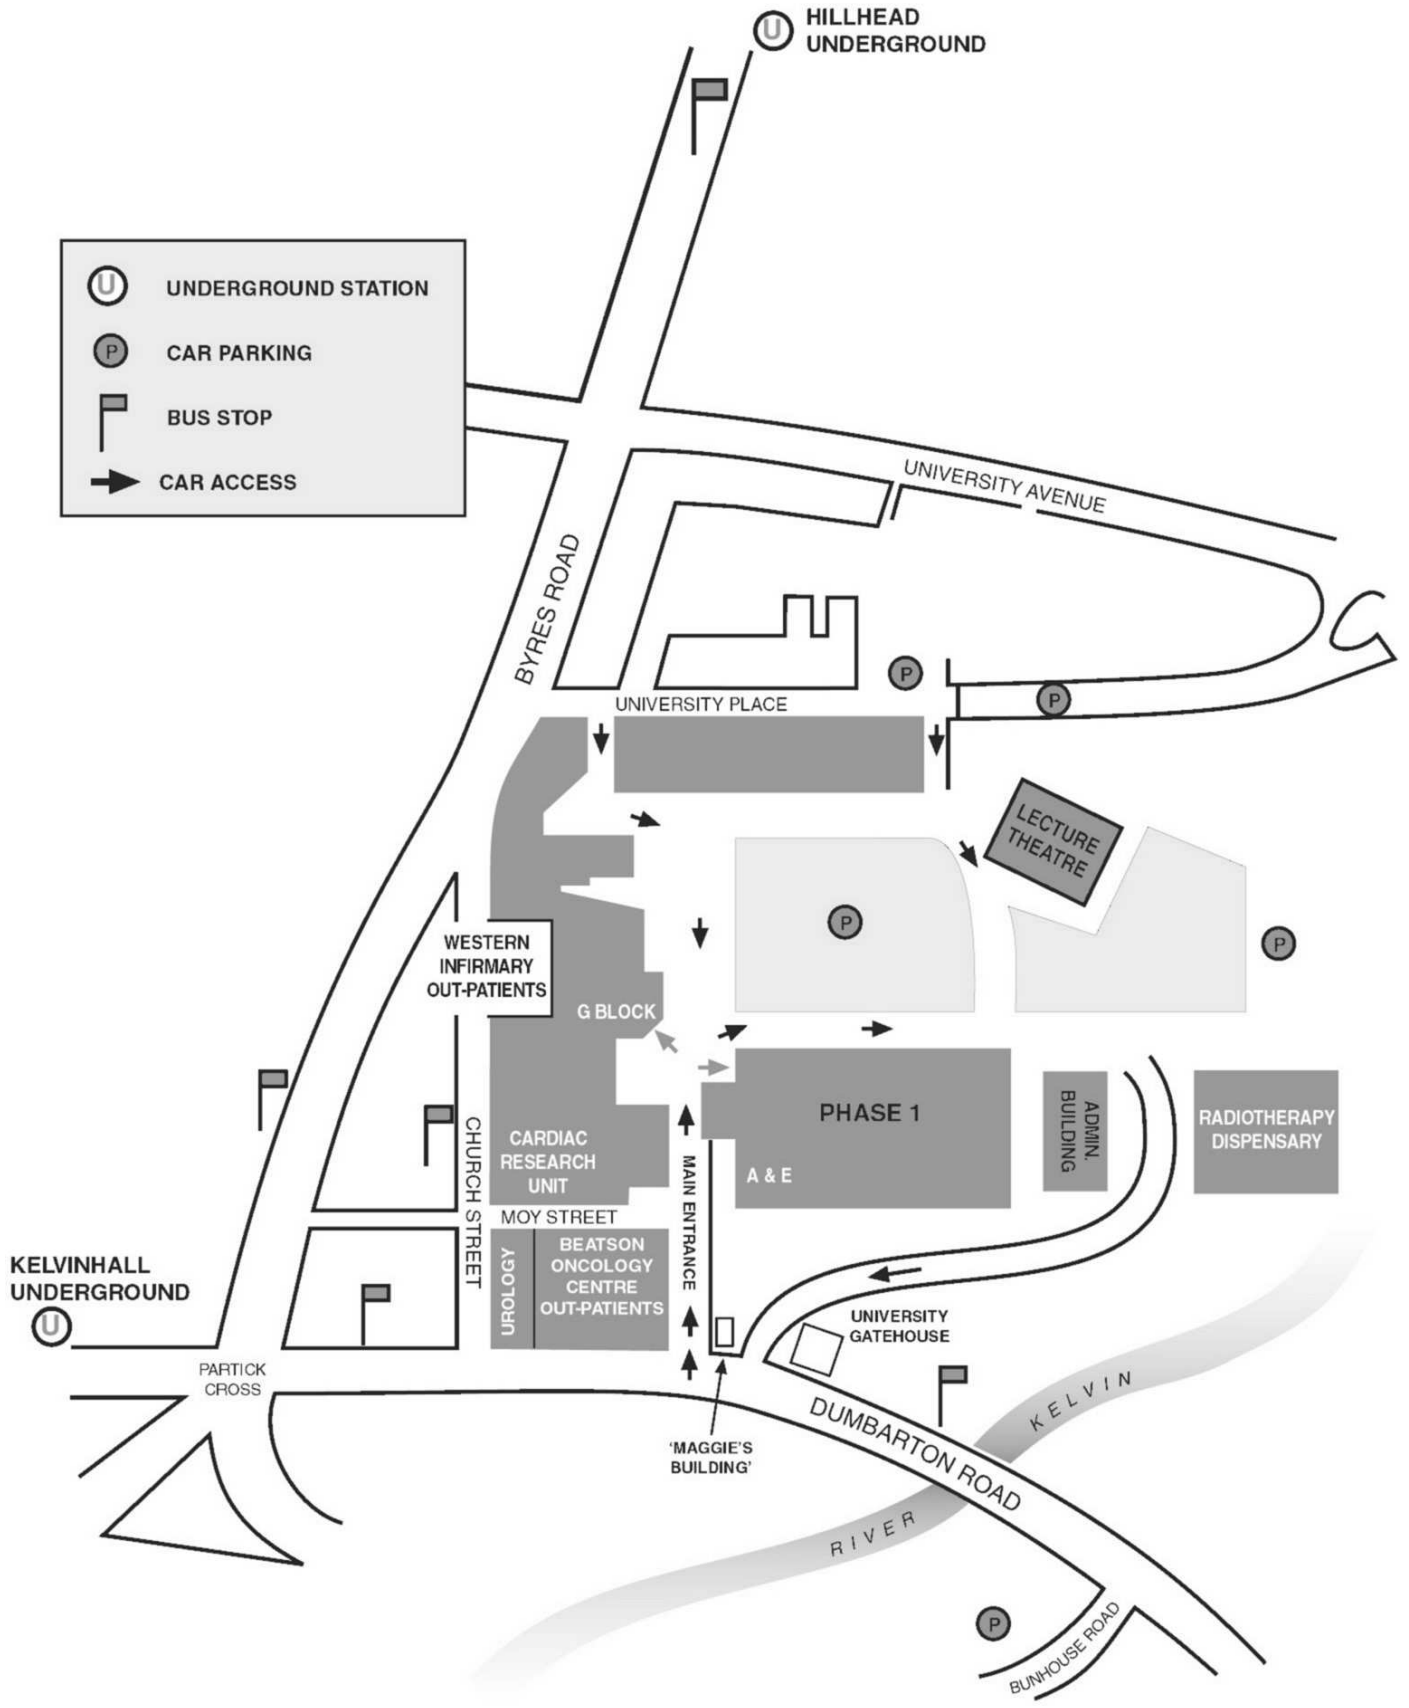 U
HILLHEAD
UNDERGROUND
U
UNDERGROUND STATION
P
CAR PARKING
BUS STOP
CAR ACCESS
UNIVERSITY AVENUE
BYRES ROAD
P
P
UNIVERSITY PLACE
LECTURE
THEATRE
P
P
WESTERN
INFIRMARY
OUT-PATIENTS
G BLOCK
PHASE 1
A & E
ADMIN.
BUILDING
RADIOTHERAPY
DISPENSARY
CARDIAC
RESEARCH
UNIT
CHURCH STREET
MAIN ENTRANCE
MOY STREET
UROLOGY
BEATSON
ONCOLOGY
CENTRE
OUT-PATIENTS
KELVINHALL
UNDERGROUND
U
UNIVERSITY
GATEHOUSE
PARTICK
CROSS
'MAGGIE'S
BUILDING'
DUMBARTON ROAD
RIVER KELVIN
P
BUNHOUSE ROAD